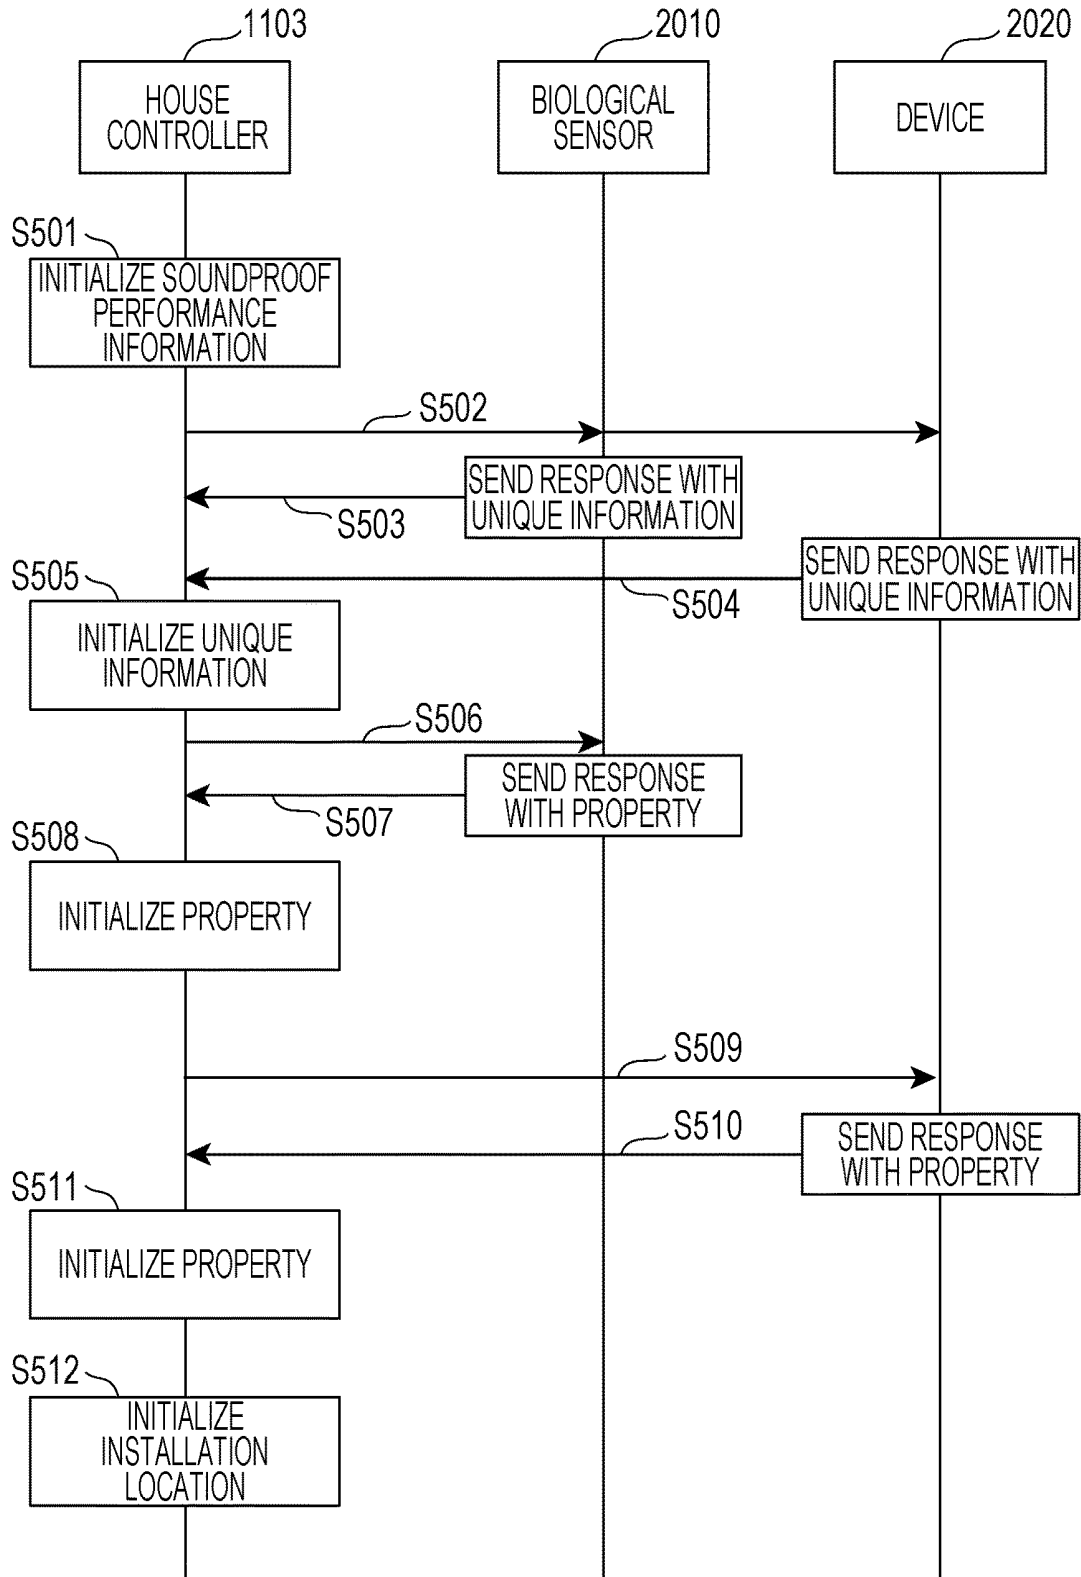 1103
2010
2020
HOUSE
CONTROLLER
BIOLOGICAL
SENSOR
DEVICE
S501
INITIALIZE SOUNDPROOF
PERFORMANCE
INFORMATION
S502
SEND RESPONSE WITH
UNIQUE INFORMATION
S503
SEND RESPONSE WITH
UNIQUE INFORMATION
S504
S505
INITIALIZE UNIQUE
INFORMATION
S506
SEND RESPONSE
WITH PROPERTY
S507
S508
INITIALIZE PROPERTY
S509
S510
SEND RESPONSE
WITH PROPERTY
S511
INITIALIZE PROPERTY
S512
INITIALIZE
INSTALLATION
LOCATION